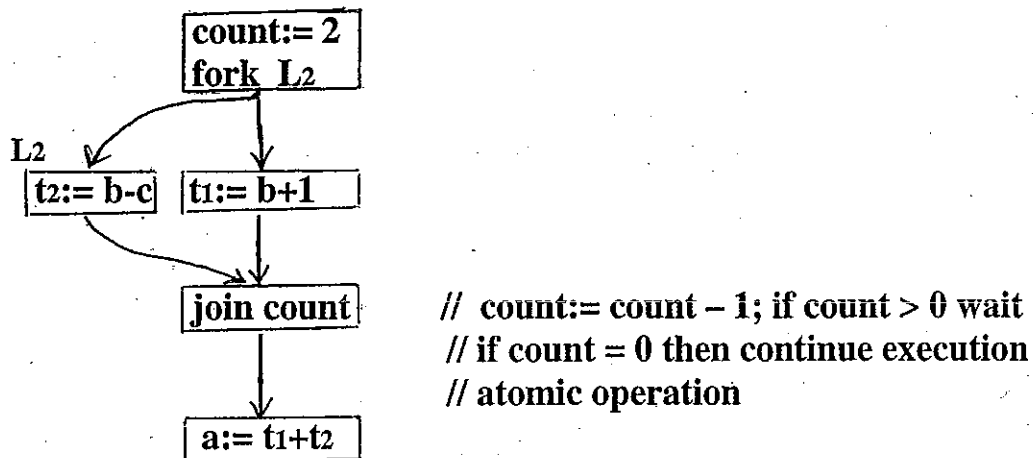 count:= 2
fork L2
L2
t2:= b-c
t1:= b+1
join count
// count:= count – 1; if count > 0 wait
// if count = 0 then continue execution
// atomic operation
a:= t1+t2